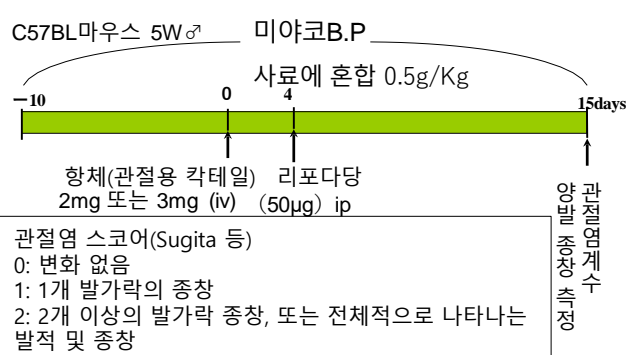 C57BL마우스 5W♂
미야코B.P
사료에 혼합 0.5g/Kg
−10
0
4
15days
항체(관절용 칵테일)
2mg 또는 3mg (iv)
리포다당
(50μg) ip
관절염계수
양발 종창 측정
관절염 스코어(Sugita 등)
0: 변화 없음
1: 1개 발가락의 종창
2: 2개 이상의 발가락 종창, 또는 전체적으로 나타나는
발적 및 종창